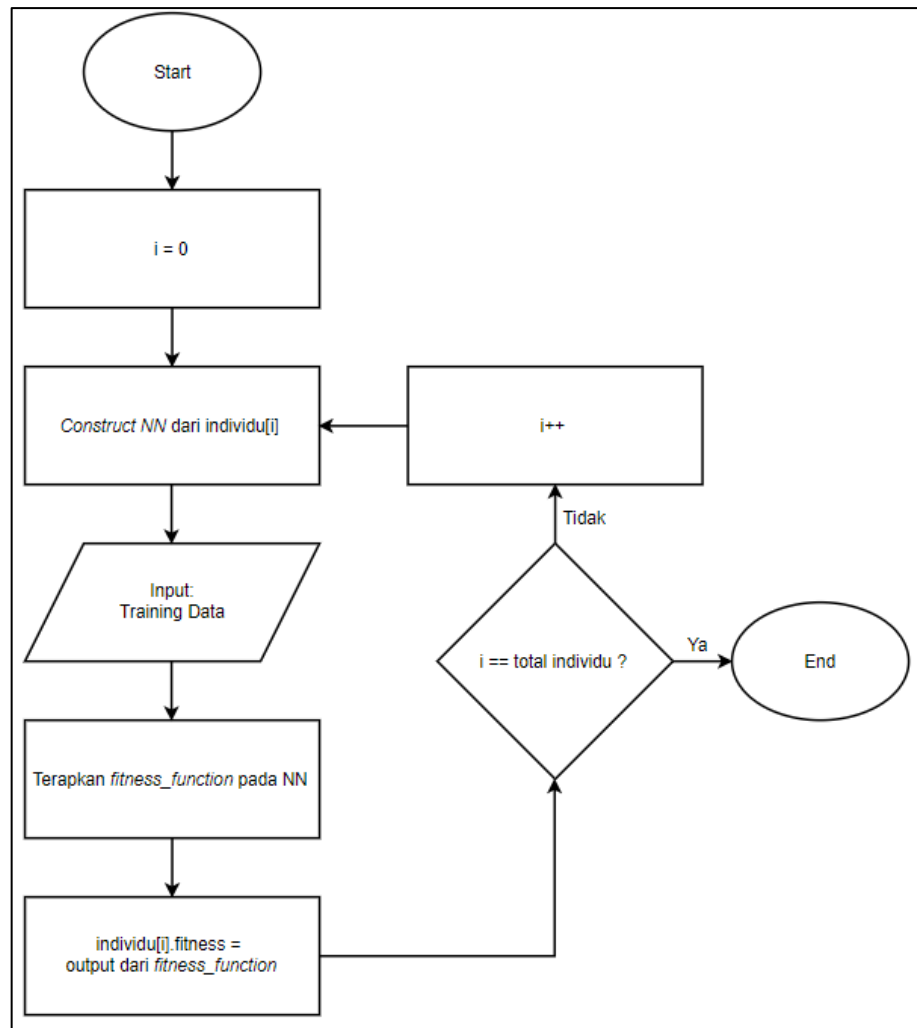 Start
i = 0
Construct NN dari individu[i]
i++
Tidak
Input:
Training Data
i == total individu ?
Ya
End
Terapkan fitness_function pada NN
individu[i].fitness =
output dari fitness_function